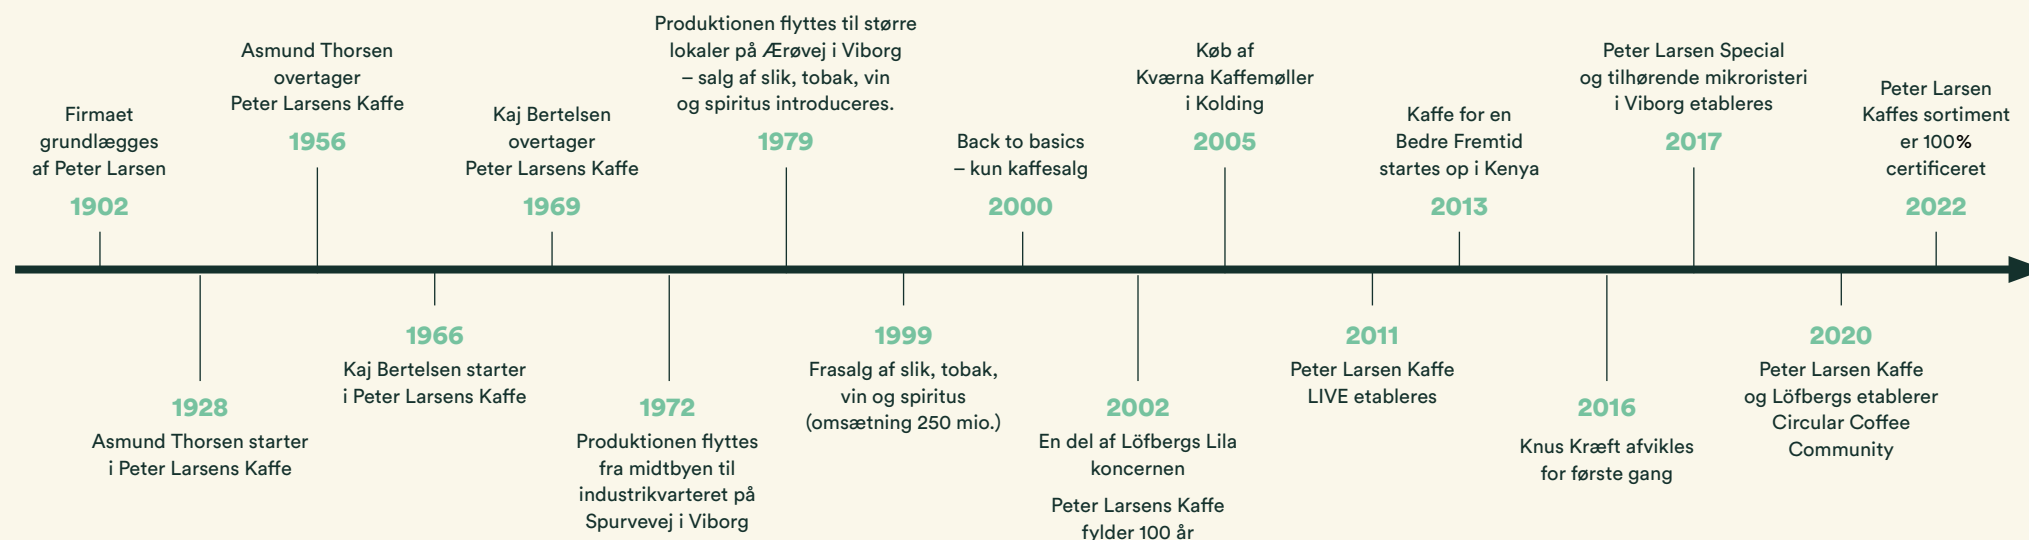 Firmaet
grundlægges
af Peter Larsen
1902
1928
Asmund Thorsen starter
i Peter Larsens Kaffe
Asmund Thorsen
overtager
Peter Larsens Kaffe
1956
1966
Kaj Bertelsen starter
i Peter Larsens Kaffe
Kaj Bertelsen
overtager
Peter Larsens Kaffe
1969
1972
Produktionen flyttes
fra midtbyen til
industrikvarteret på
Spurvevej i Viborg
Produktionen flyttes til større
lokaler på Ærøvej i Viborg
– salg af slik, tobak, vin
og spiritus introduceres.
1979
1999
Frasalg af slik, tobak,
vin og spiritus
(omsætning 250 mio.)
Back to basics
– kun kaffesalg
2000
2002
En del af Löfbergs Lila
koncernen
Peter Larsens Kaffe
fylder 100 år
Køb af
Kværna Kaffemøller
i Kolding
2005
2011
Peter Larsen Kaffe
LIVE etableres
Kaffe for en
Bedre Fremtid
startes op i Kenya
2013
2016
Knus Kræft afvikles
for første gang
Peter Larsen Special
og tilhørende mikroristeri
i Viborg etableres
2017
2020
Peter Larsen Kaffe
og Löfbergs etablerer
Circular Coffee
Community
Peter Larsen
Kaffes sortiment
er 100%
certificeret
2022